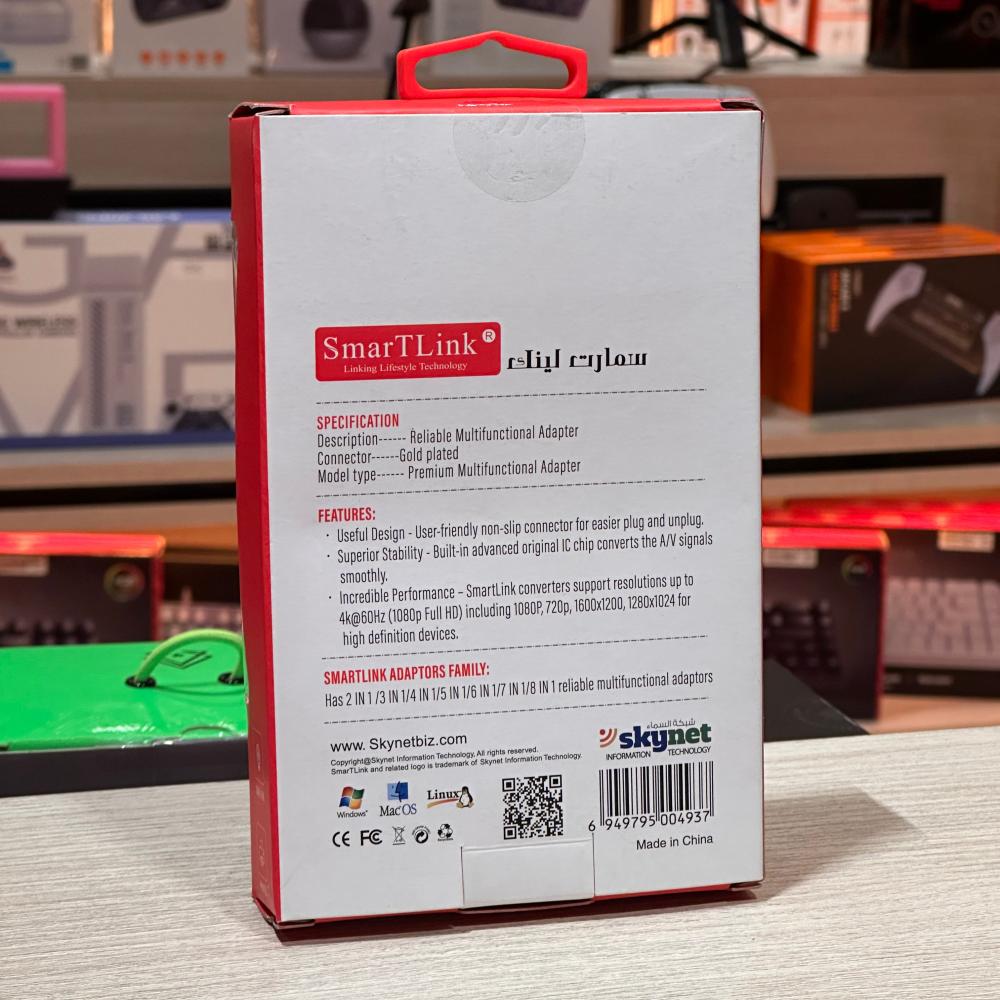 SmarTLink ®
Linking Lifestyle Technology
سمارت لينك
SPECIFICATION
Description------ Reliable Multifunctional Adapter
Connector------Gold plated
Model type------ Premium Multifunctional Adapter
FEATURES:
· Useful Design - User-friendly non-slip connector for easier plug and unplug.
· Superior Stability - Built-in advanced original IC chip converts the A/V signals
smoothly.
· Incredible Performance – SmartLink converters support resolutions up to
4k@60Hz (1080p Full HD) including 1080P, 720p, 1600x1200, 1280x1024 for
high definition devices.
SMARTLINK ADAPTORS FAMILY:
Has 2 IN 1 /3 IN 1/4 IN 1/5 IN 1/6 IN 1/7 IN 1/8 IN 1 reliable multifunctional adaptors
www. Skynetbiz.com
Copyright@Skynet Information Technology, All rights reserved.
SmarTLink and related logo is trademark of Skynet Information Technology.
شبكة السماء
skynet
INFORMATION TECHNOLOGY
Windows®
Mac OS
Linux
CE FC
6 949795 004937
Made in China